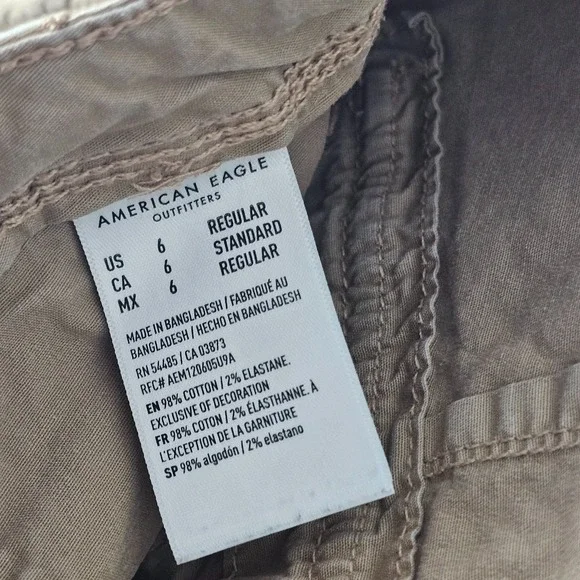 AMERICAN EAGLE
OUTFITTERS
US 6 REGULAR
CA 6 STANDARD
MX 6 REGULAR
MADE IN BANGLADESH / FABRIQUÉ AU
BANGLADESH / HECHO EN BANGLADESH
RN 54485 / CA 03873
RFC# AEM120605U9A
EN 98% COTTON / 2% ELASTANE.
EXCLUSIVE OF DECORATION
FR 98% COTON / 2% ÉLASTHANNE. À
L'EXCEPTION DE LA GARNITURE
SP 98% algodón / 2% elastano